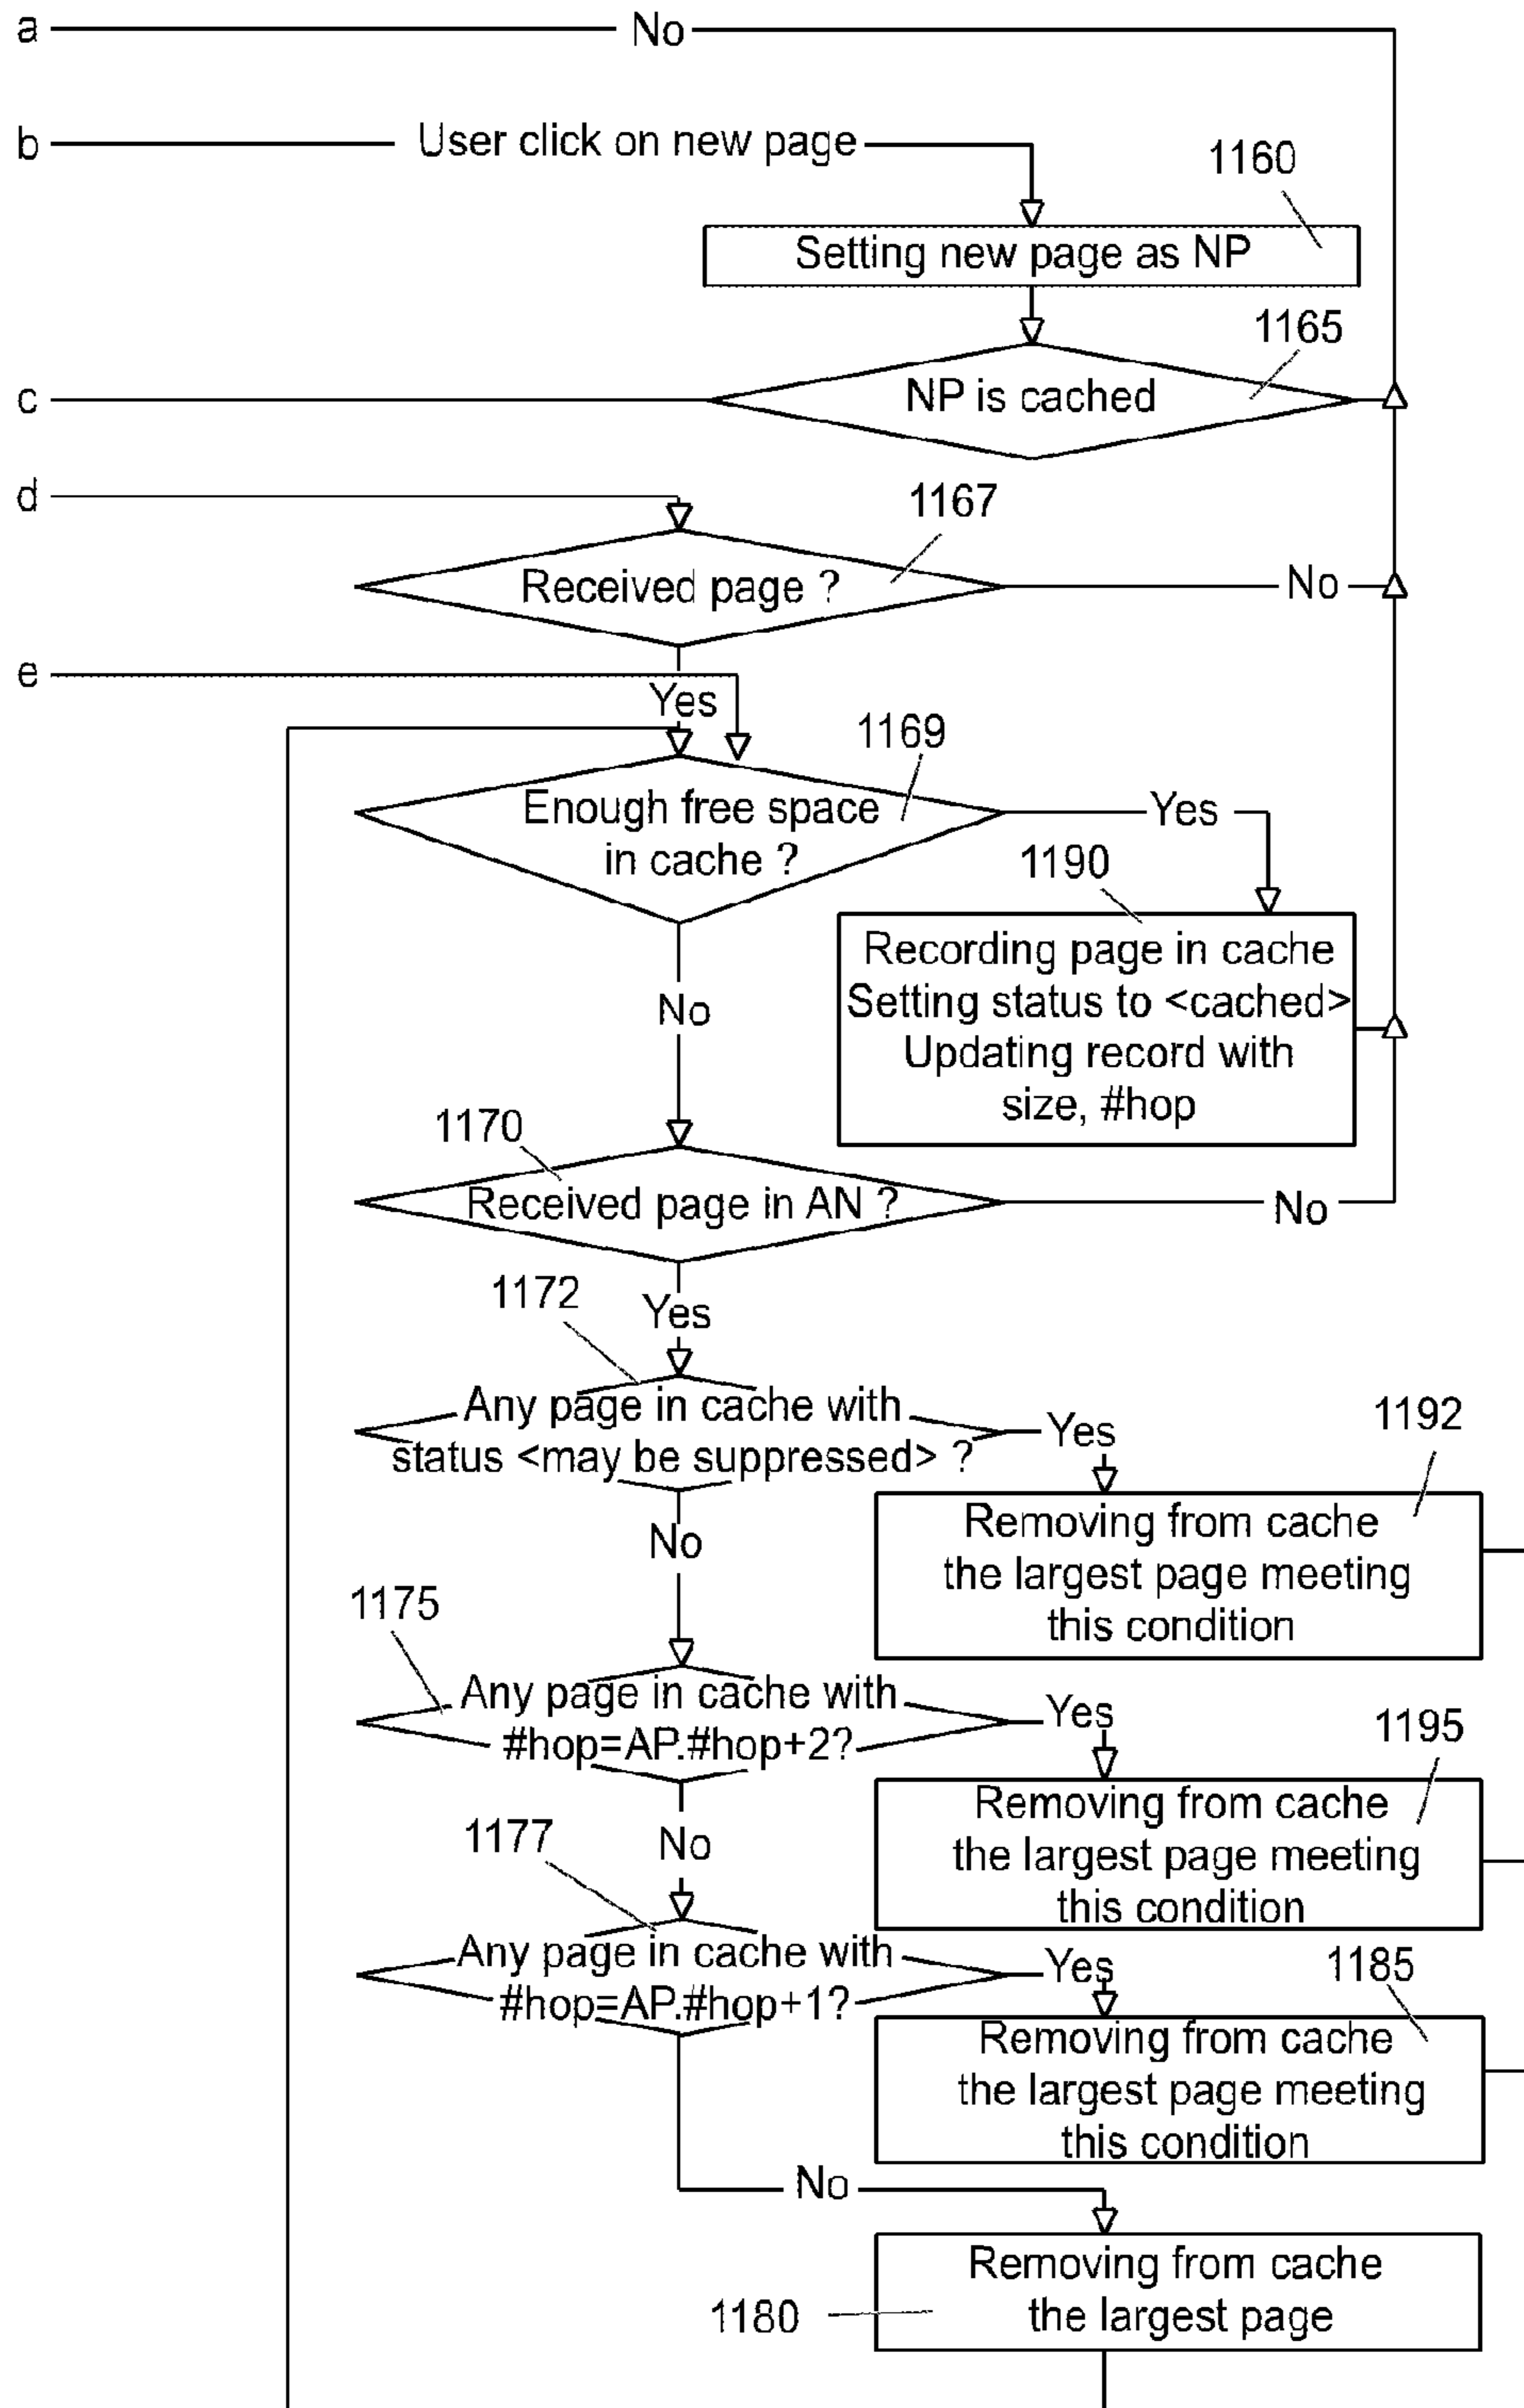 a
No
b
User click on new page
1160
Setting new page as NP
1165
c
NP is cached
d
1167
Received page ?
No
e
Yes
1169
Enough free space
in cache ?
Yes
1190
Recording page in cache
Setting status to <cached>
Updating record with
size, #hop
No
1170
Received page in AN ?
No
1172
Yes
Any page in cache with
status <may be suppressed> ?
Yes
1192
Removing from cache
the largest page meeting
this condition
No
1175
Any page in cache with
#hop=AP.#hop+2?
Yes
1195
Removing from cache
the largest page meeting
this condition
No
1177
Any page in cache with
#hop=AP.#hop+1?
Yes
1185
Removing from cache
the largest page meeting
this condition
No
Removing from cache
the largest page
1180